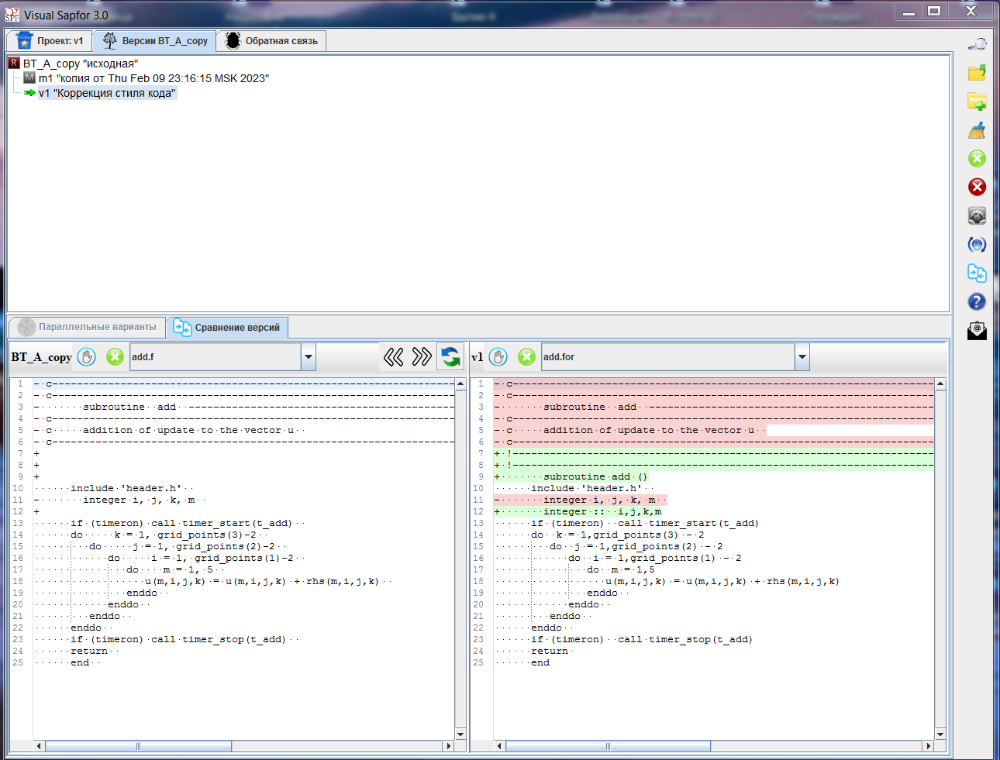 Visual Sapfor 3.0
Проект: v1
Версии BT_A_copy
Обратная связь
BT_A_copy "исходная"
m1 "копия от Thu Feb 09 23:16:15 MSK 2023"
v1 "Коррекция стиля кода"
Параллельные варианты
Сравнение версий
BT_A_copy
add.f
1 - c---------------------------------------------------------------------
2 - c---------------------------------------------------------------------
3 - subroutine add ---------------------------------------------
4 - c---------------------------------------------------------------------
5 - c addition of update to the vector u
6 - c---------------------------------------------------------------------
7 +
8 +
9 +
10 include 'header.h'
11 - integer i, j, k, m
12 +
13 if (timeron) call timer_start(t_add)
14 do k = 1, grid_points(3)-2
15 do j = 1, grid_points(2)-2
16 do i = 1, grid_points(1)-2
17 do m = 1, 5
18 u(m,i,j,k) = u(m,i,j,k) + rhs(m,i,j,k)
19 enddo
20 enddo
21 enddo
22 enddo
23 if (timeron) call timer_stop(t_add)
24 return
25 end
v1
add.for
1 - c---------------------------------------------------------------------
2 - c---------------------------------------------------------------------
3 - subroutine add ---------------------------------------------
4 - c---------------------------------------------------------------------
5 - c addition of update to the vector u
6 - c---------------------------------------------------------------------
7 + !---------------------------------------------------------------------
8 + !---------------------------------------------------------------------
9 + subroutine add ()
10 include 'header.h'
11 - integer i, j, k, m
12 + integer :: i,j,k,m
13 if (timeron) call timer_start(t_add)
14 do k = 1,grid_points(3) - 2
15 do j = 1,grid_points(2) - 2
16 do i = 1,grid_points(1) - 2
17 do m = 1,5
18 u(m,i,j,k) = u(m,i,j,k) + rhs(m,i,j,k)
19 enddo
20 enddo
21 enddo
22 enddo
23 if (timeron) call timer_stop(t_add)
24 return
25 end